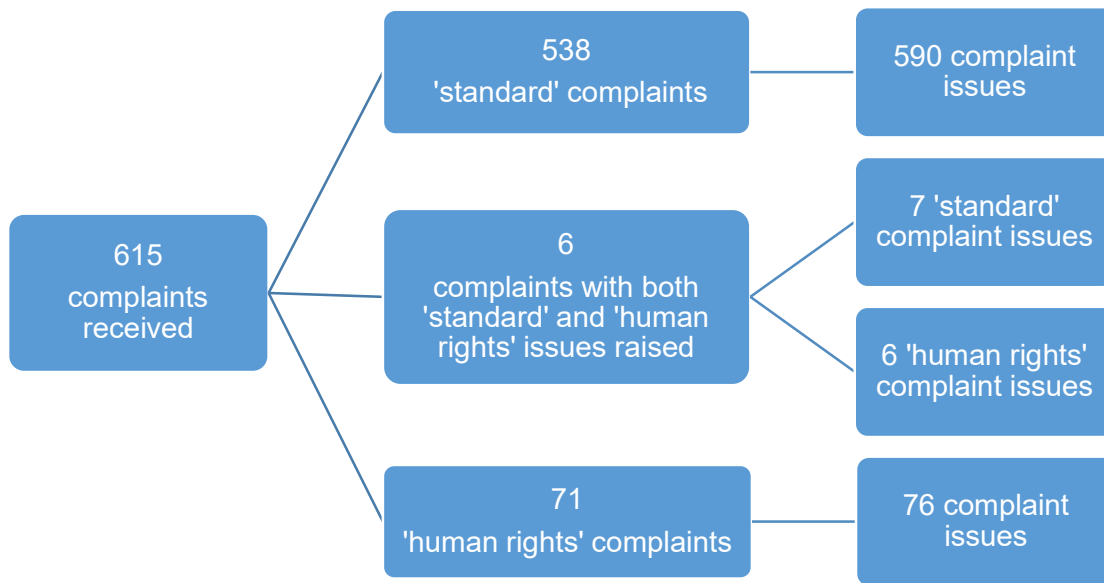 615
complaints
received
538
'standard' complaints
6
complaints with both
'standard' and 'human
rights' issues raised
71
'human rights' complaints
590 complaint
issues
7 'standard'
complaint issues
6 'human rights'
complaint issues
76 complaint
issues